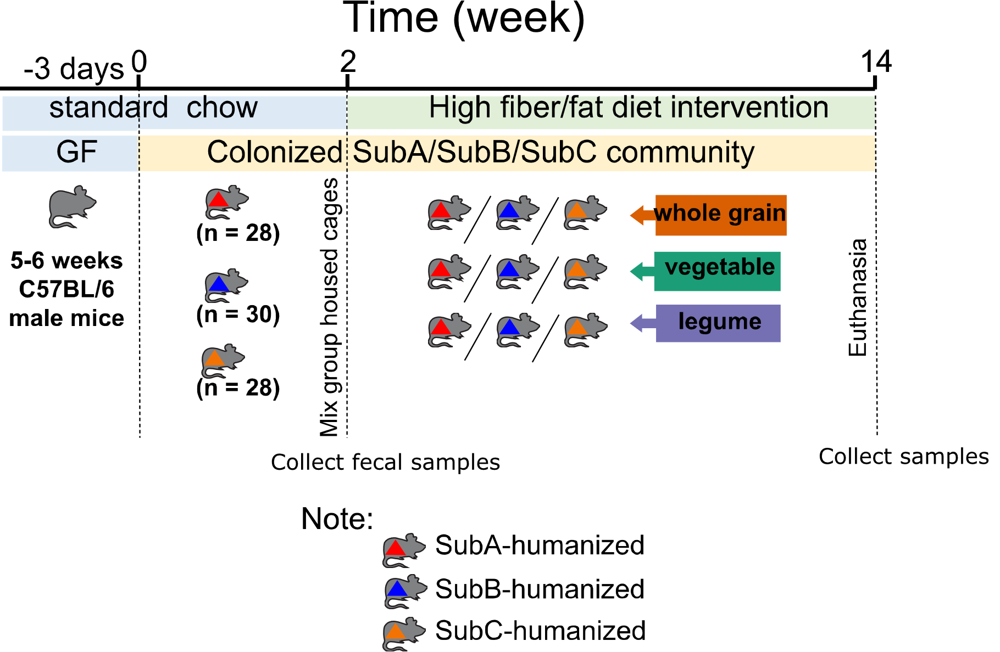 Time (week)
-3 days
0
2
14
standard chow
High fiber/fat diet intervention
GF
Colonized SubA/SubB/SubC community
5-6 weeks
C57BL/6
male mice
(n = 28)
(n = 30)
(n = 28)
Mix group housed cages
whole grain
vegetable
legume
Euthanasia
Collect fecal samples
Collect samples
Note:
SubA-humanized
SubB-humanized
SubC-humanized